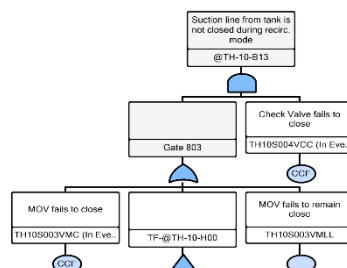 Suction line from tank is
not closed during recirc.
mode
@TH-10-B13
Gate 803
Check Valve fails to
close
TH10S004VCC (In Eve..
CCF
MOV fails to close
TH10S003VMC (In Eve..
TF-@TH-10-H00
MOV fails to remain
close
TH10S003VMLL
CCF